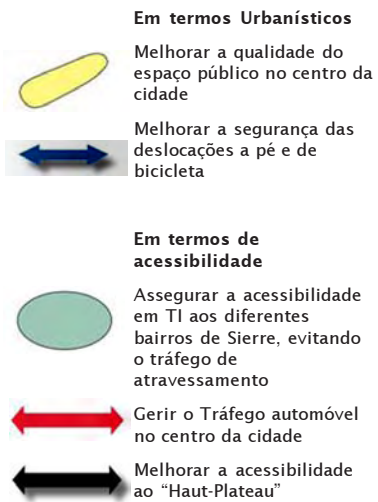 Em termos Urbanísticos
Melhorar a qualidade do
espaço público no centro da
cidade
Melhorar a segurança das
deslocações a pé e de
bicicleta
Em termos de
acessibilidade
Assegurar a acessibilidade
em TI aos diferentes
bairros de Sierre, evitando
o tráfego de
atravessamento
Gerir o Tráfego automóvel
no centro da cidade
Melhorar a acessibilidade
ao “Haut-Plateau”